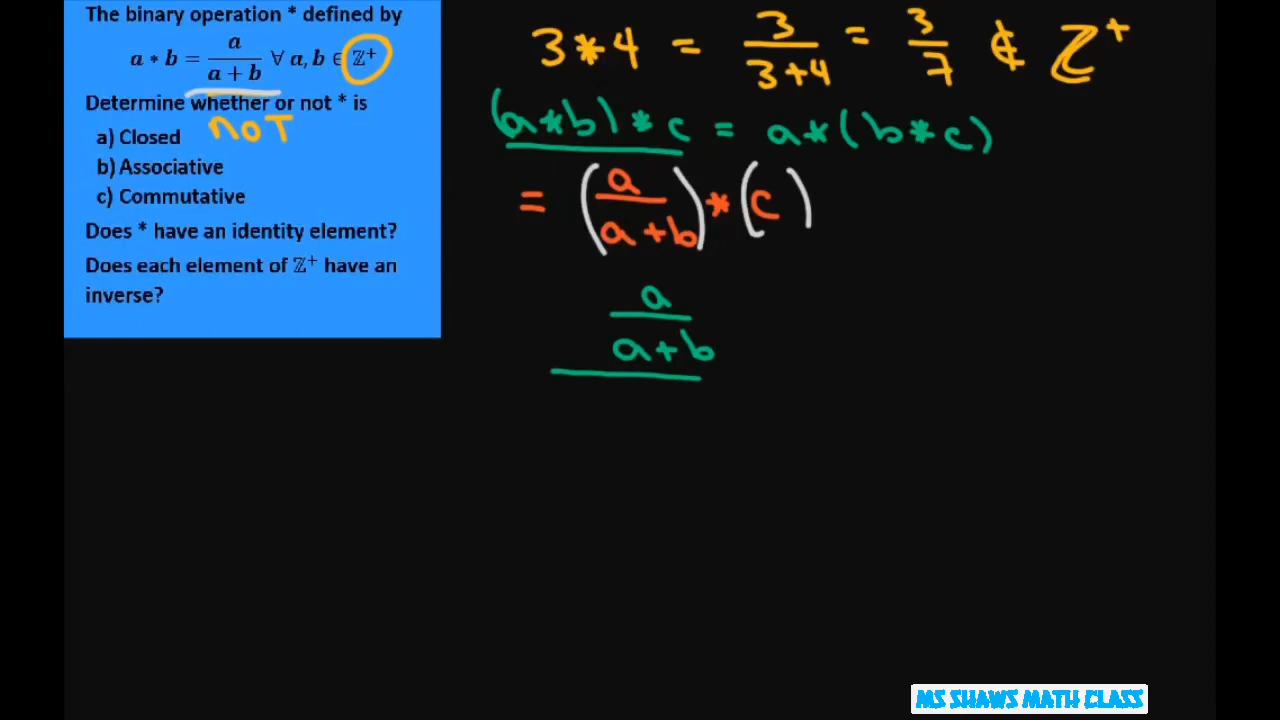 The binary operation * defined by
a * b = a / (a + b) ∀ a, b ∈ ℤ⁺
Determine whether or not * is
noT
a) Closed
b) Associative
c) Commutative
Does * have an identity element?
Does each element of ℤ⁺ have an
inverse?
3 * 4 = 3 / (3+4) = 3/7 ∉ ℤ⁺
(a * b) * c = a * (b * c)
= (a / (a + b)) * (c)
a / (a + b)
MS SHAWS MATH CLASS